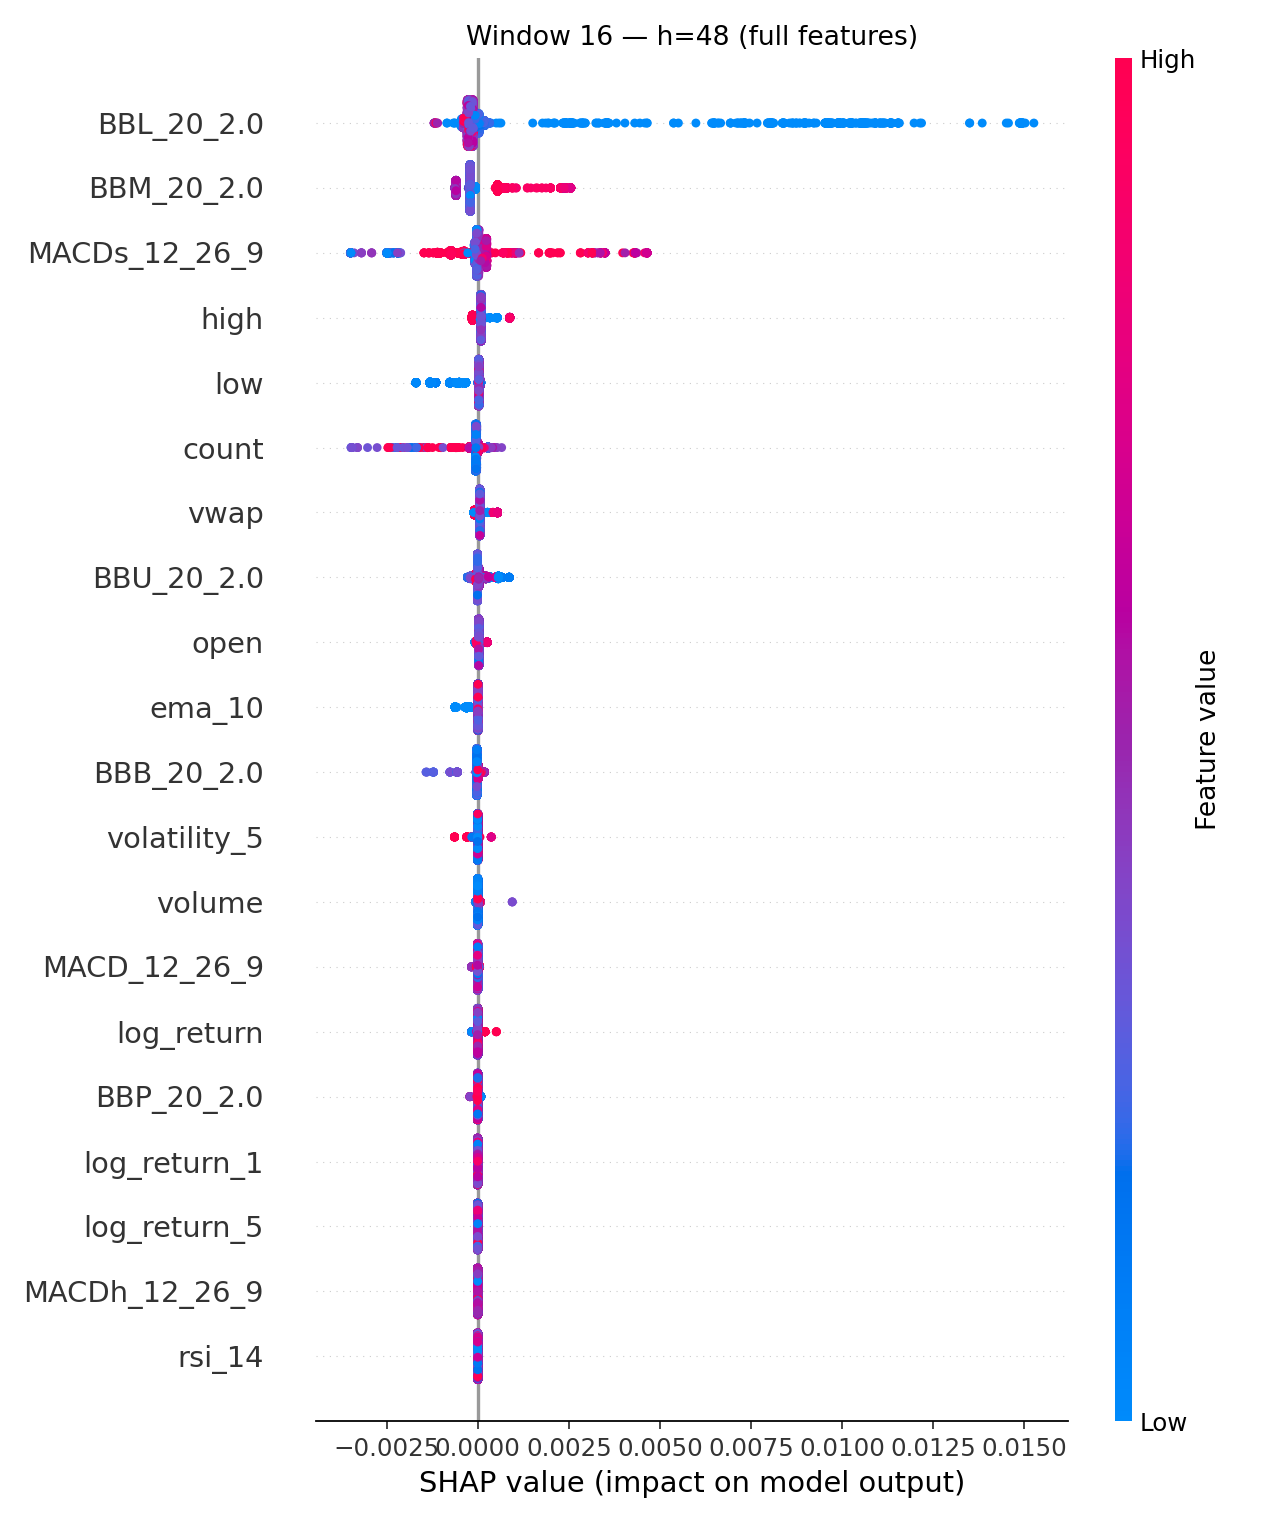 Window 16 — h=48 (full features)
High
BBL_20_2.0
BBM_20_2.0
MACDs_12_26_9
high
low
count
vwap
BBU_20_2.0
open
ema_10
BBB_20_2.0
volatility_5
volume
MACD_12_26_9
log_return
BBP_20_2.0
log_return_1
log_return_5
MACDh_12_26_9
rsi_14
Feature value
Low
−0.0025 0.0000 0.0025 0.0050 0.0075 0.0100 0.0125 0.0150
SHAP value (impact on model output)